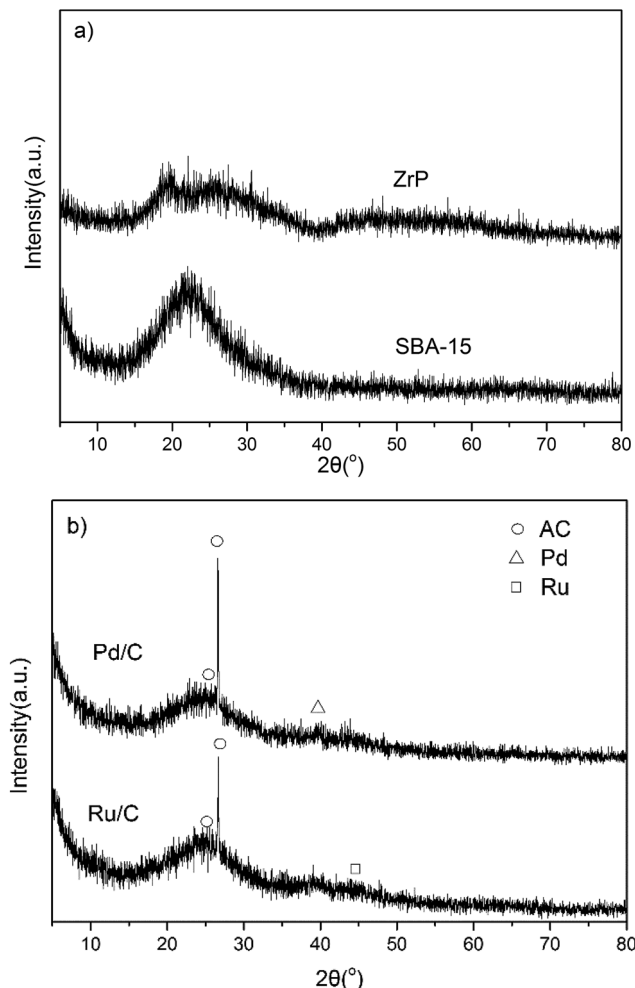 a)
Intensity(a.u.)
ZrP
SBA-15
10 20 30 40 50 60 70 80
2θ(°)
b)
Intensity(a.u.)
AC
Pd
Ru
Pd/C
Ru/C
10 20 30 40 50 60 70 80
2θ(°)